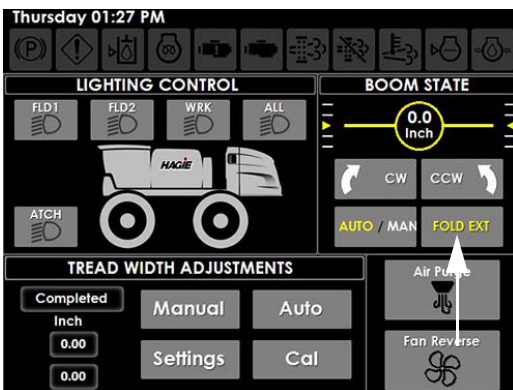 Thursday 01:27 PM
LIGHTING CONTROL
FLD1 FLD2 WRK ALL
HAGIE
ATCH
BOOM STATE
0.0
Inch
CW CCW
AUTO / MAN FOLD EXT
TREAD WIDTH ADJUSTMENTS
Completed
Inch
0.00
0.00
Manual Auto
Settings Cal
Air Purge
Fan Reverse